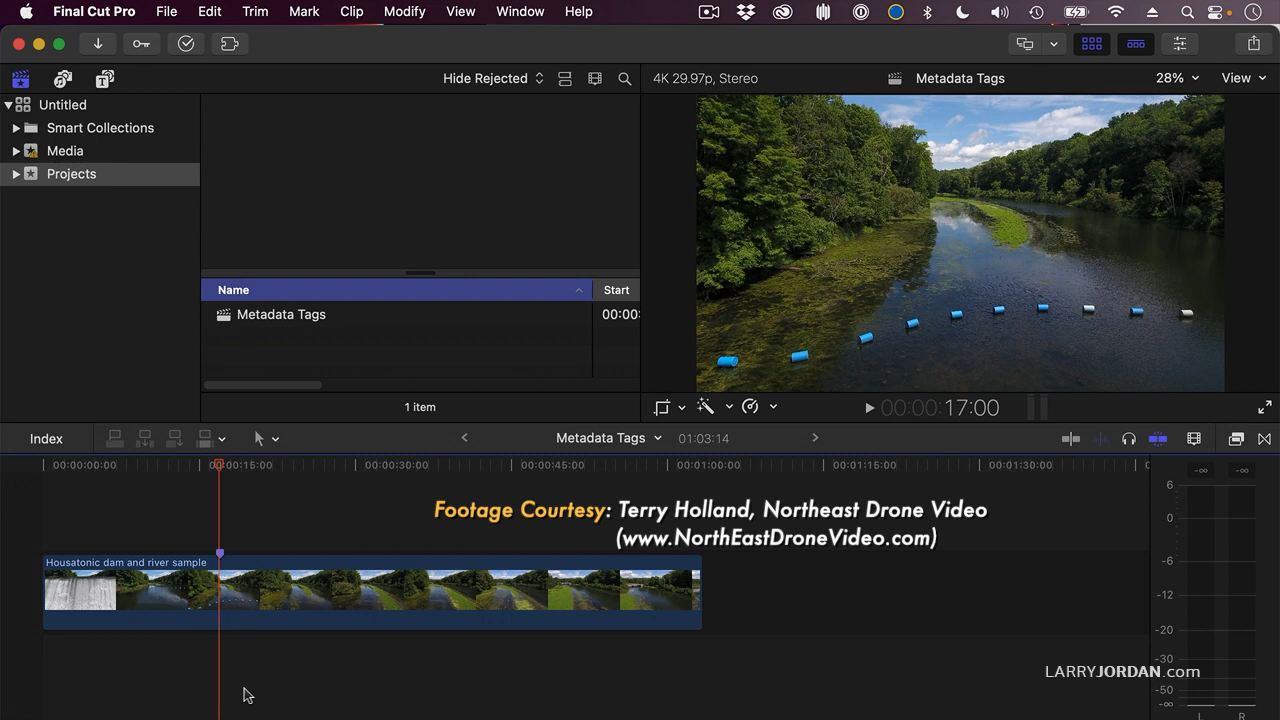 Final Cut Pro File Edit Trim Mark Clip Modify View Window Help
Hide Rejected
4K 29.97p, Stereo
Metadata Tags
28%
View
Untitled
Smart Collections
Media
Projects
Name
Start
Metadata Tags
00:00:
1 item
00:00:00:17:00
Index
Metadata Tags
01:03:14
00:00:00:00
00:00:15:00
00:00:30:00
00:00:45:00
00:01:00:00
00:01:15:00
00:01:30:00
Footage Courtesy: Terry Holland, Northeast Drone Video
(www.NorthEastDroneVideo.com)
Housatonic dam and river sample
-∞ -∞
6
0
-6
-12
-20
-30
-50
-∞
L R
LARRYJORDAN.com